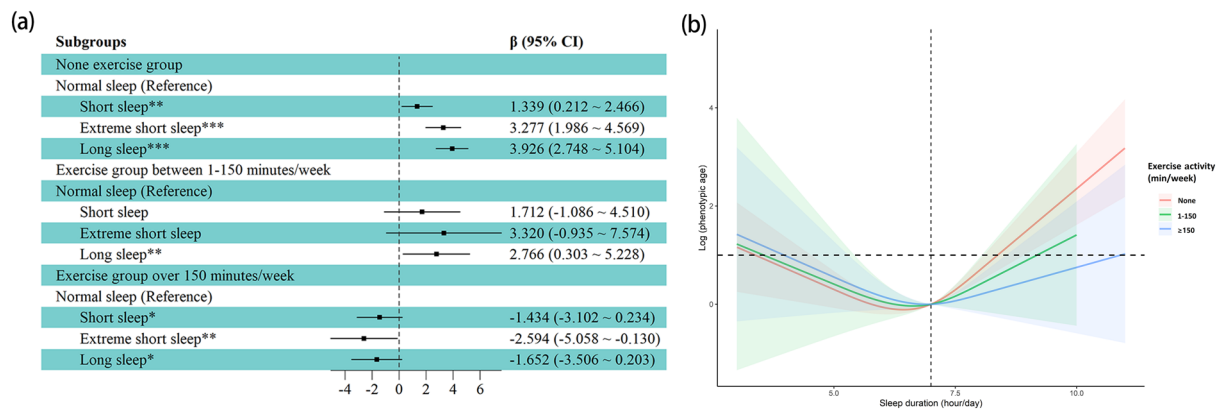 (a)
Subgroups β (95% CI)
None exercise group
Normal sleep (Reference)
Short sleep** 1.339 (0.212 ~ 2.466)
Extreme short sleep*** 3.277 (1.986 ~ 4.569)
Long sleep*** 3.926 (2.748 ~ 5.104)
Exercise group between 1-150 minutes/week
Normal sleep (Reference)
Short sleep 1.712 (-1.086 ~ 4.510)
Extreme short sleep 3.320 (-0.935 ~ 7.574)
Long sleep** 2.766 (0.303 ~ 5.228)
Exercise group over 150 minutes/week
Normal sleep (Reference)
Short sleep* -1.434 (-3.102 ~ 0.234)
Extreme short sleep** -2.594 (-5.058 ~ -0.130)
Long sleep* -1.652 (-3.506 ~ 0.203)
-4 -2 0 2 4 6
(b)
Log (phenotypic age)
4
2
0
5.0 7.5 10.0
Sleep duration (hour/day)
Exercise activity
(min/week)
None
1-150
≥150